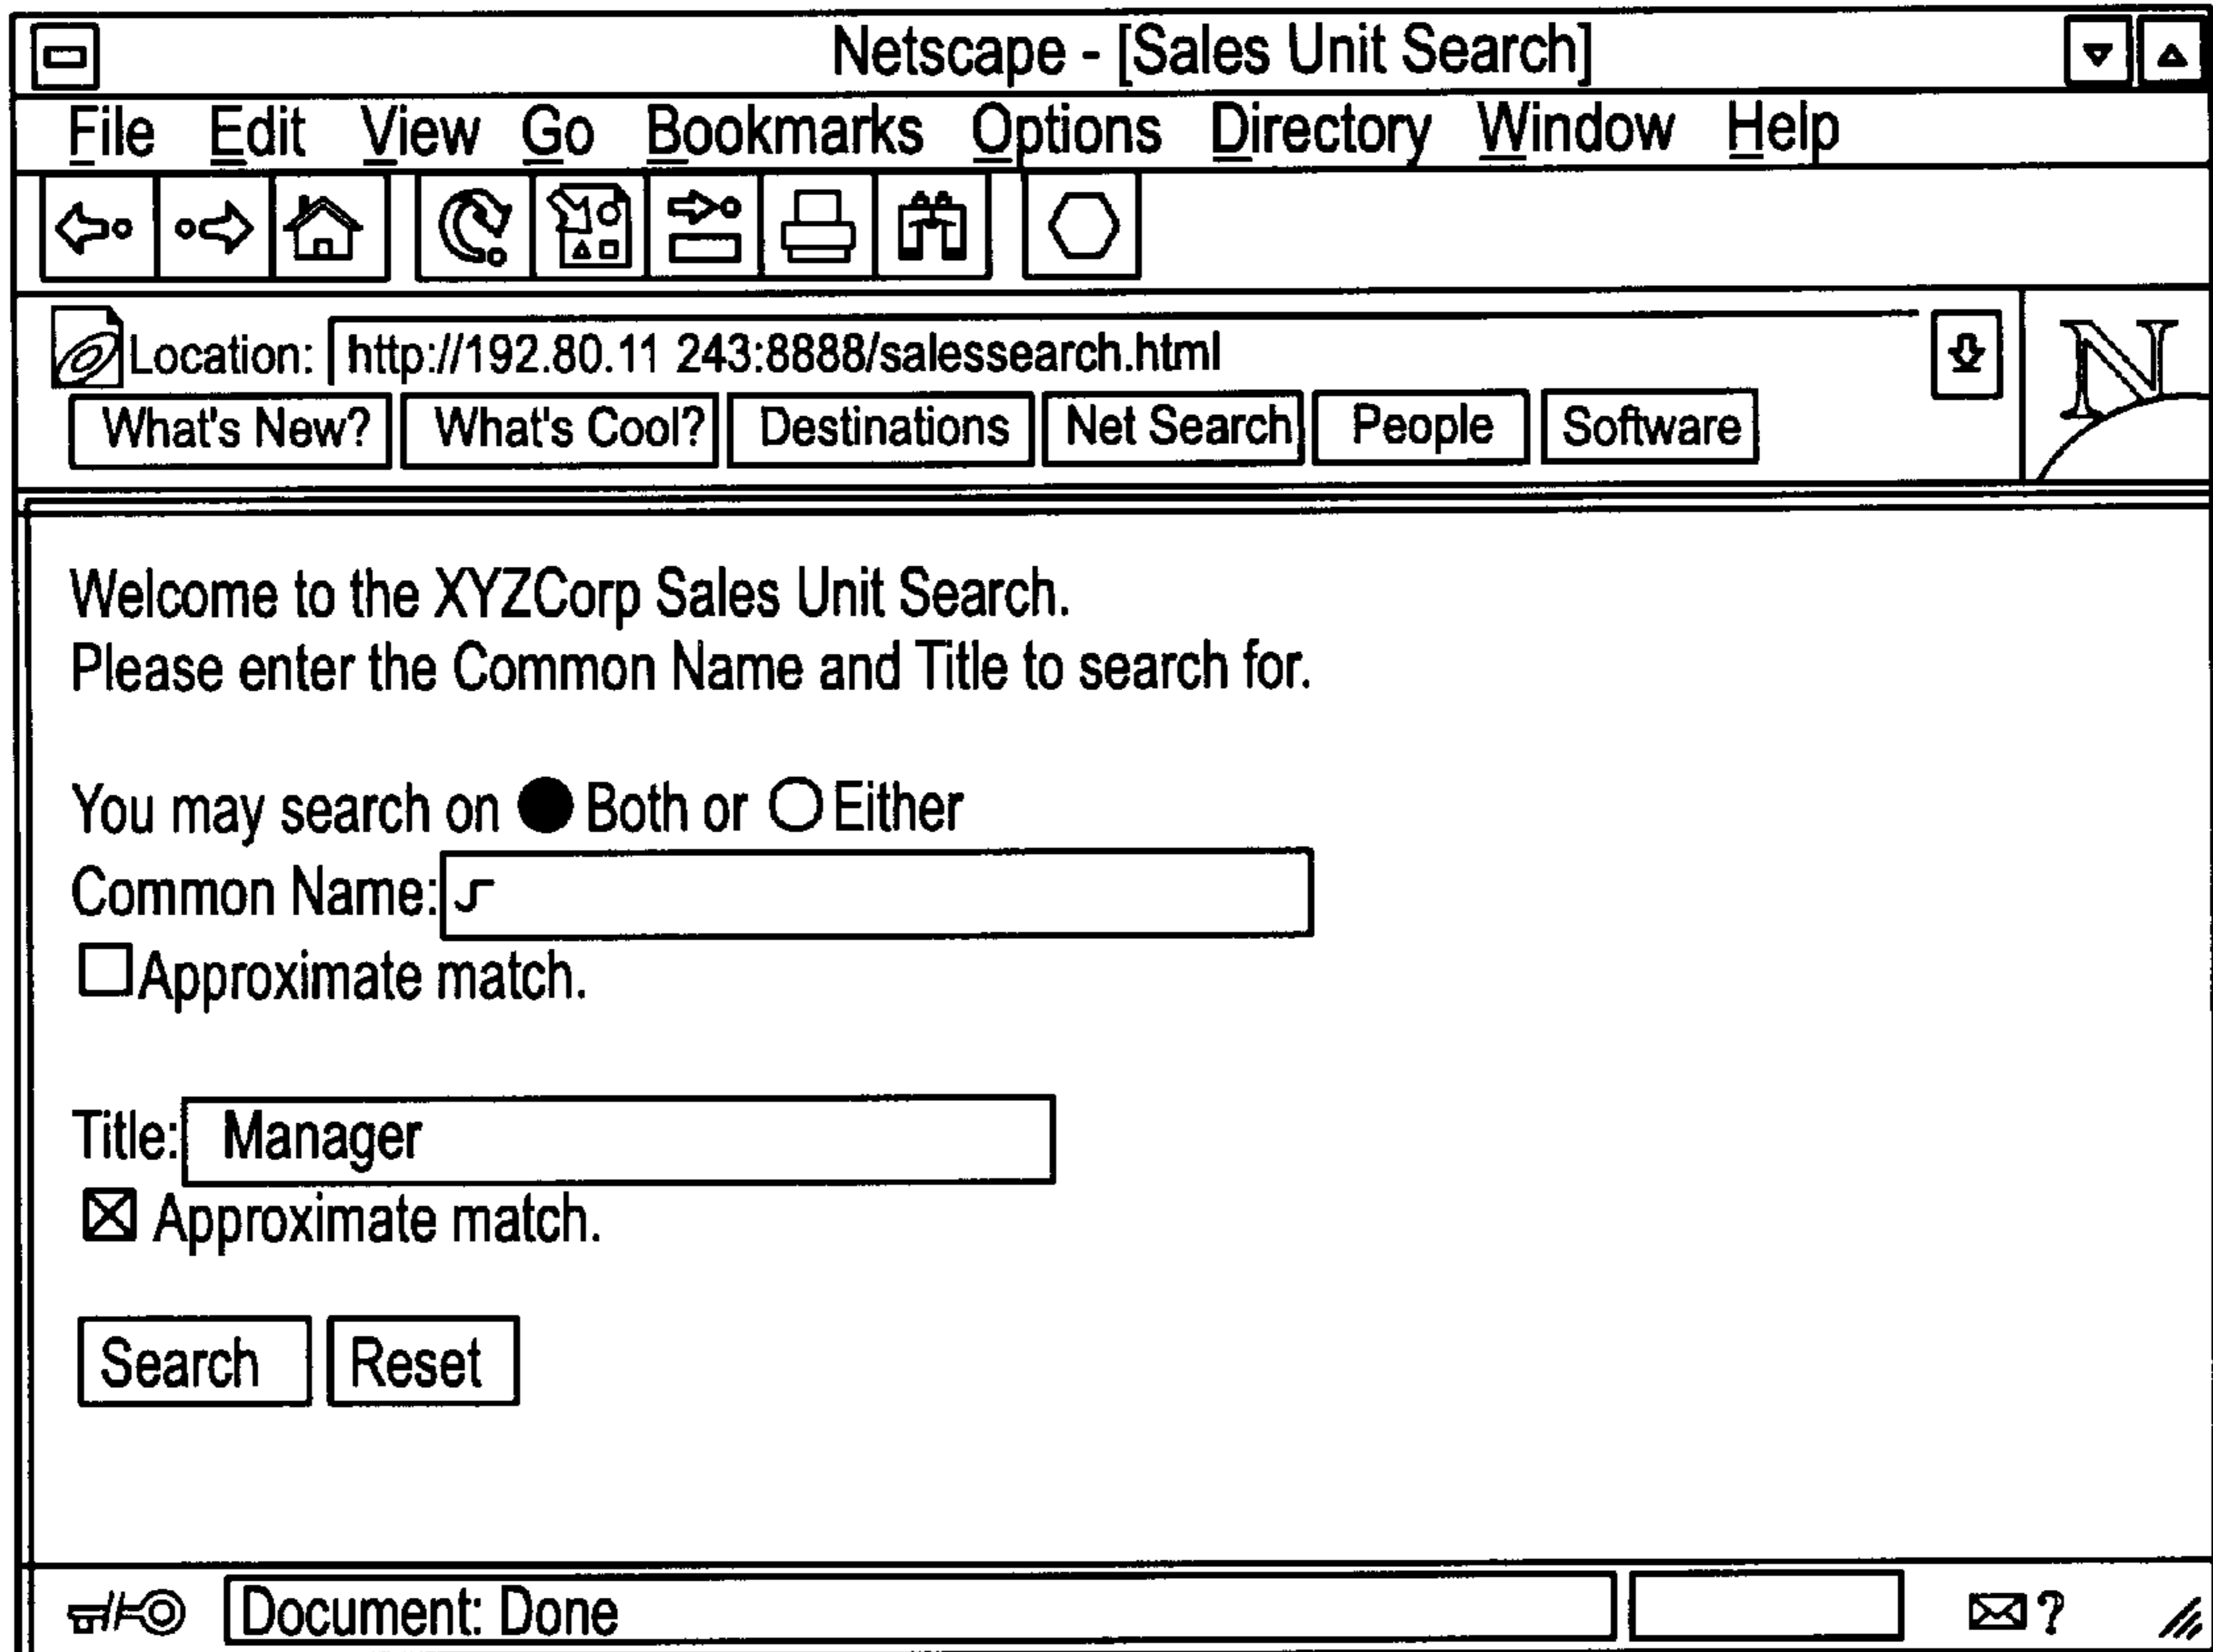 Netscape - [Sales Unit Search]
File Edit View Go Bookmarks Options Directory Window Help
Location: http://192.80.11 243:8888/salessearch.html
N
What's New? What's Cool? Destinations Net Search People Software
Welcome to the XYZCorp Sales Unit Search.
Please enter the Common Name and Title to search for.
You may search on Both or Either
Common Name:
Approximate match.
Title: Manager
Approximate match.
Search Reset
Document: Done
?